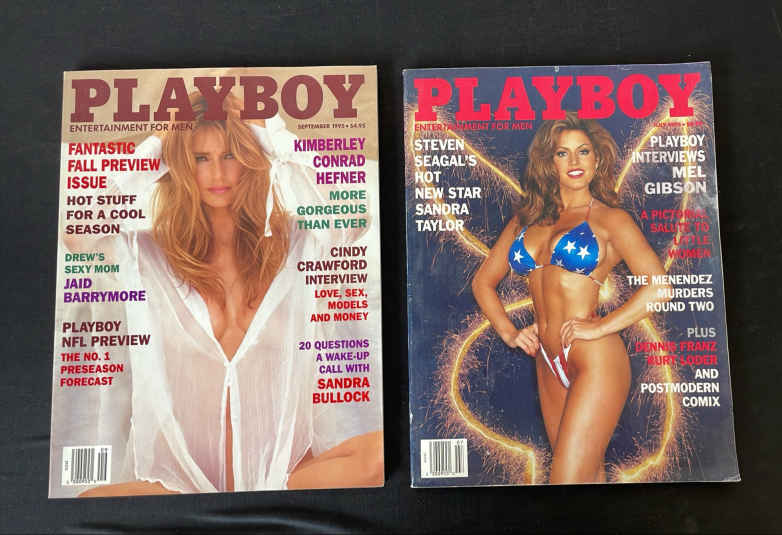 PLAYBOY
ENTERTAINMENT FOR MEN
SEPTEMBER 1995 • $4.95
FANTASTIC
FALL PREVIEW
ISSUE
HOT STUFF
FOR A COOL
SEASON
DREW'S
SEXY MOM
JAID
BARRYMORE
PLAYBOY
NFL PREVIEW
THE NO. 1
PRESEASON
FORECAST
KIMBERLEY
CONRAD
HEFNER
MORE
GORGEOUS
THAN EVER
CINDY
CRAWFORD
INTERVIEW
LOVE, SEX,
MODELS
AND MONEY
20 QUESTIONS
A WAKE-UP
CALL WITH
SANDRA
BULLOCK
PLAYBOY
ENTERTAINMENT FOR MEN
STEVEN
SEAGAL'S
HOT
NEW STAR
SANDRA
TAYLOR
PLAYBOY
INTERVIEWS
MEL
GIBSON
A PICTORIAL
SALUTE TO
LITTLE
WOMEN
THE MENENDEZ
MURDERS
ROUND TWO
PLUS
DENNIS FRANZ
KURT LODER
AND
POSTMODERN
COMIX